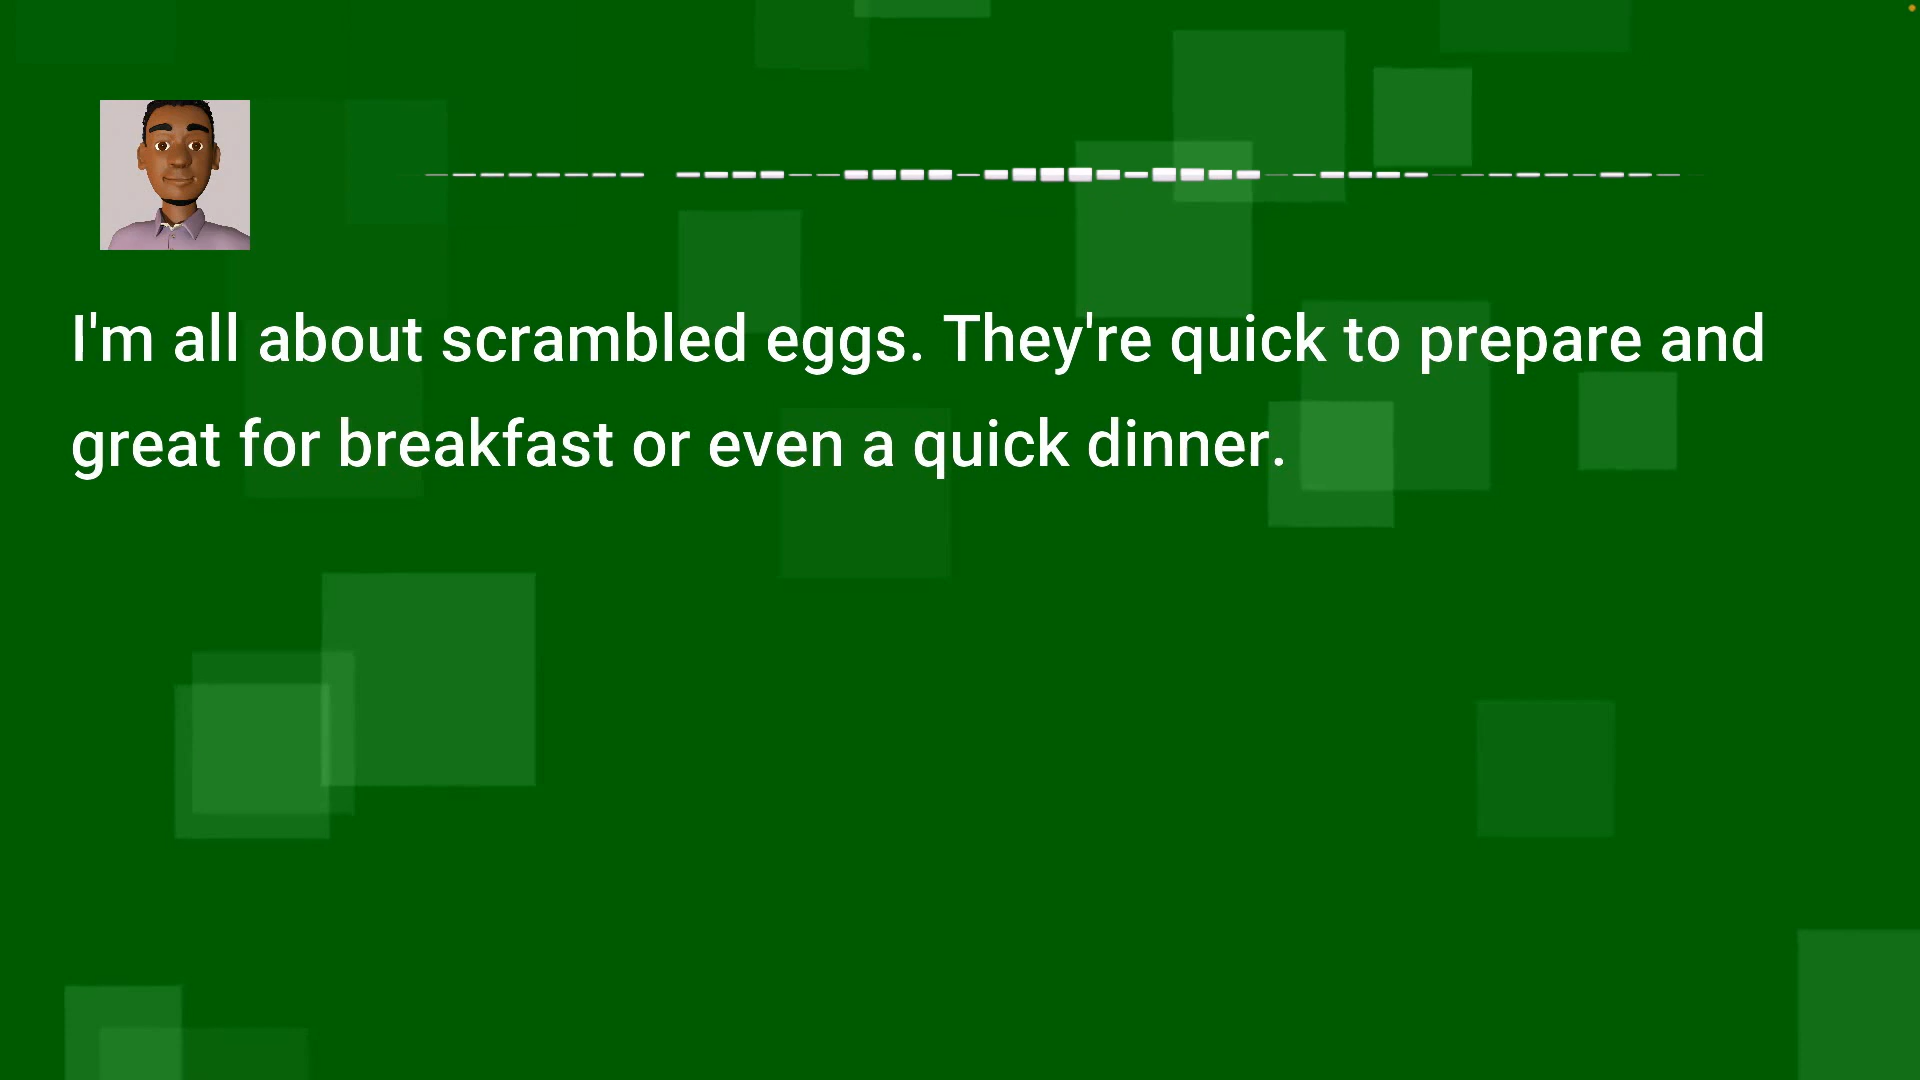 I'm all about scrambled eggs. They're quick to prepare and
great for breakfast or even a quick dinner.